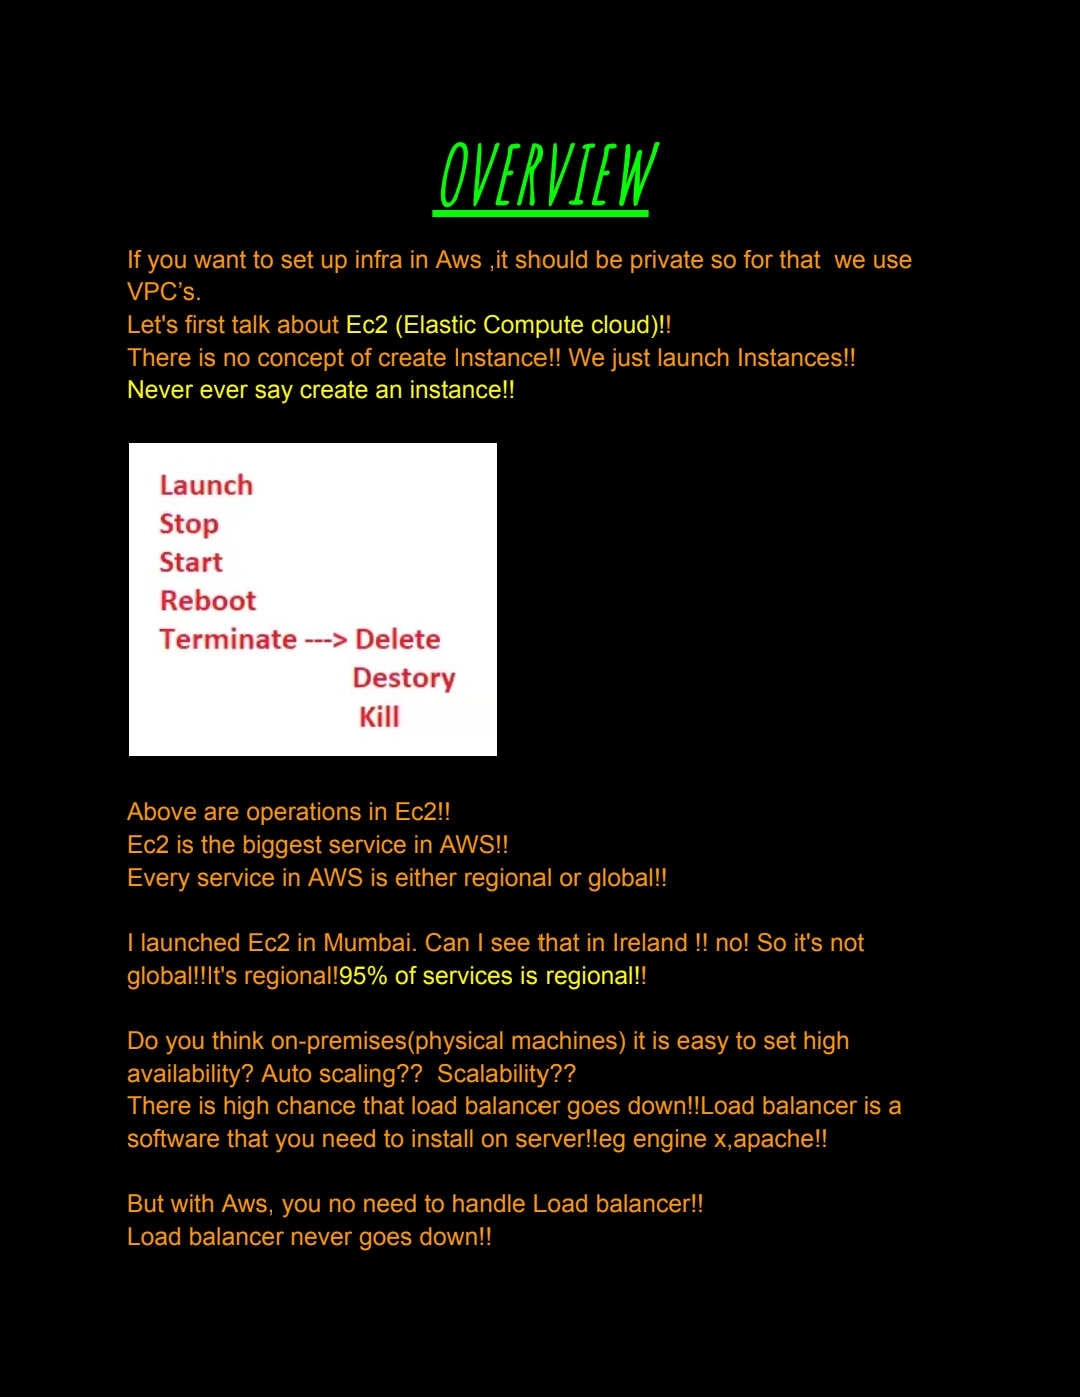 OVERVIEW
If you want to set up infra in Aws ,it should be private so for that  we use
VPC’s.
Let's first talk about Ec2 (Elastic Compute cloud)!!
There is no concept of create Instance!! We just launch Instances!!
Never ever say create an instance!!
Launch
Stop
Start
Reboot
Terminate ---> Delete
Destory
Kill
Above are operations in Ec2!!
Ec2 is the biggest service in AWS!!
Every service in AWS is either regional or global!!
I launched Ec2 in Mumbai. Can I see that in Ireland !! no! So it's not
global!!It's regional!95% of services is regional!!
Do you think on-premises(physical machines) it is easy to set high
availability? Auto scaling??  Scalability??
There is high chance that load balancer goes down!!Load balancer is a
software that you need to install on server!!eg engine x,apache!!
But with Aws, you no need to handle Load balancer!!
Load balancer never goes down!!